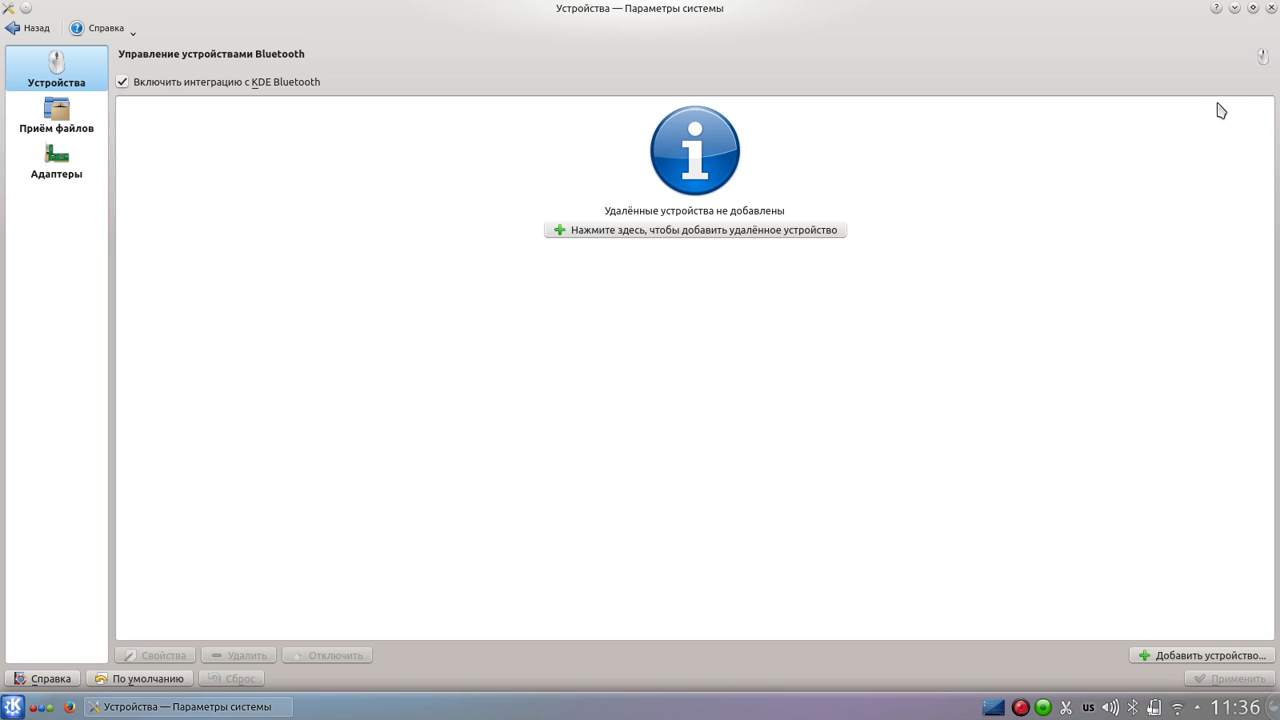 Устройства — Параметры системы
Назад
Справка
Управление устройствами Bluetooth
Включить интеграцию с KDE Bluetooth
Устройства
Приём файлов
Адаптеры
Удалённые устройства не добавлены
Нажмите здесь, чтобы добавить удалённое устройство
Свойства
Удалить
Отключить
Добавить устройство...
Справка
По умолчанию
Сброс
Применить
Устройства — Параметры системы
us
11:36